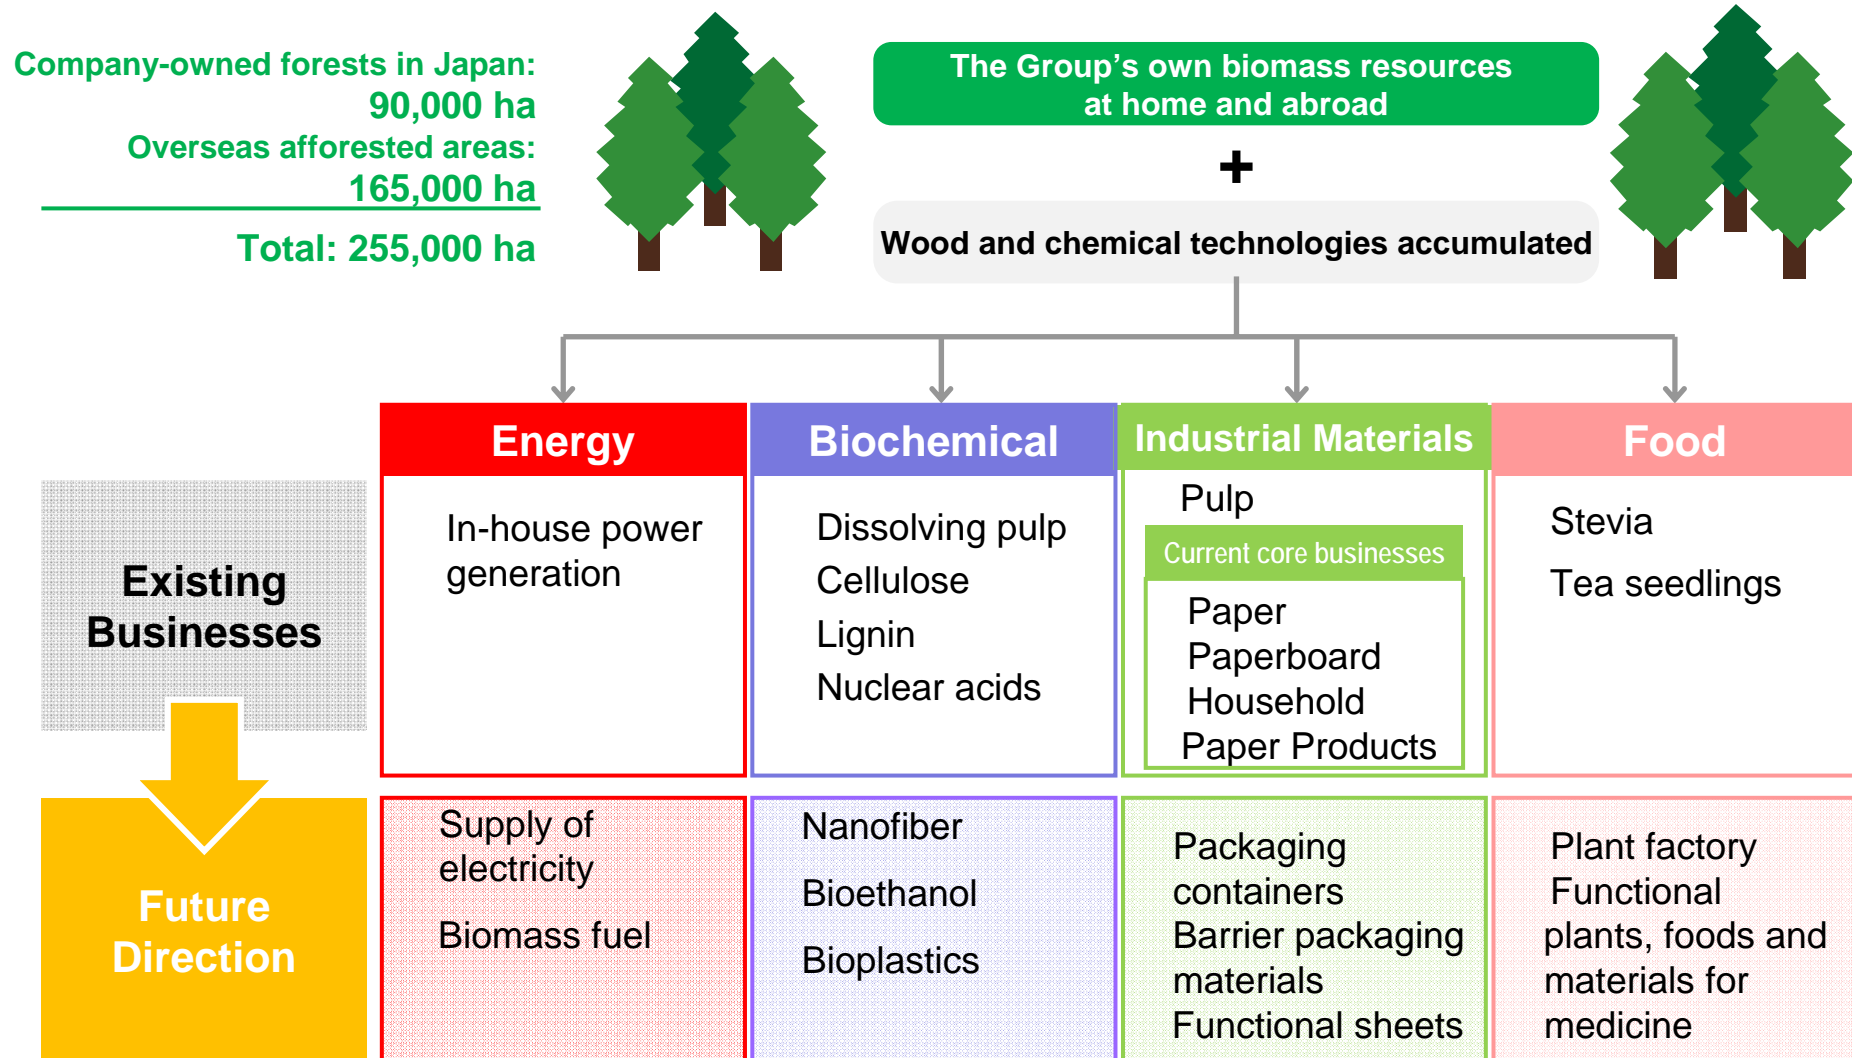 Company-owned forests in Japan:
90,000 ha
Overseas afforested areas:
165,000 ha
Total: 255,000 ha
The Group's own biomass resources
at home and abroad
+
Wood and chemical technologies accumulated
Energy
Biochemical
Industrial Materials
Food
Existing
Businesses
In-house power
generation
Dissolving pulp
Cellulose
Lignin
Nuclear acids
Pulp
Current core businesses
Paper
Paperboard
Household
Paper Products
Stevia
Tea seedlings
Future
Direction
Supply of
electricity
Biomass fuel
Nanofiber
Bioethanol
Bioplastics
Packaging
containers
Barrier packaging
materials
Functional sheets
Plant factory
Functional
plants, foods and
materials for
medicine